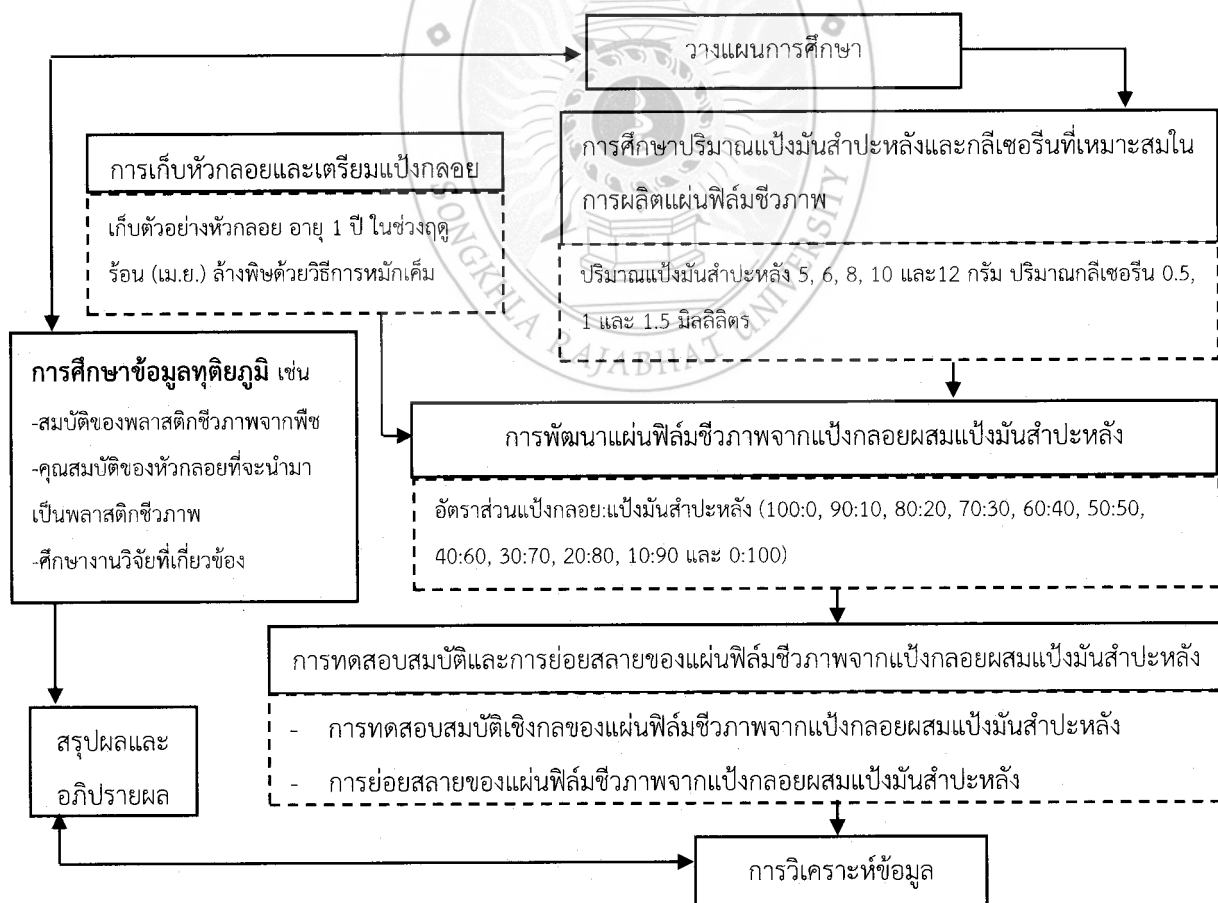 วางแผนการศึกษา
การศึกษาปริมาณแป้งมันสำปะหลังและกลีเซอรีนที่เหมาะสมใน
การผลิตแผ่นฟิล์มชีวภาพ
ปริมาณแป้งมันสำปะหลัง 5, 6, 8, 10 และ12 กรัม ปริมาณกลีเซอรีน 0.5,
1 และ 1.5 มิลลิลิตร
การเก็บหัวกลอยและเตรียมแป้งกลอย
เก็บตัวอย่างหัวกลอย อายุ 1 ปี ในช่วงฤดู
ร้อน (เม.ย.) ล้างพิษด้วยวิธีการหมักเค็ม
SONGKHLA RAJABHAT UNIVERSITY
การศึกษาข้อมูลทุติยภูมิ เช่น
-สมบัติของพลาสติกชีวภาพจากพืช
-คุณสมบัติของหัวกลอยที่จะนำมา
เป็นพลาสติกชีวภาพ
-ศึกษางานวิจัยที่เกี่ยวข้อง
การพัฒนาแผ่นฟิล์มชีวภาพจากแป้งกลอยผสมแป้งมันสำปะหลัง
อัตราส่วนแป้งกลอย:แป้งมันสำปะหลัง (100:0, 90:10, 80:20, 70:30, 60:40, 50:50,
40:60, 30:70, 20:80, 10:90 และ 0:100)
การทดสอบสมบัติและการย่อยสลายของแผ่นฟิล์มชีวภาพจากแป้งกลอยผสมแป้งมันสำปะหลัง
- การทดสอบสมบัติเชิงกลของแผ่นฟิล์มชีวภาพจากแป้งกลอยผสมแป้งมันสำปะหลัง
- การย่อยสลายของแผ่นฟิล์มชีวภาพจากแป้งกลอยผสมแป้งมันสำปะหลัง
สรุปผลและ
อภิปรายผล
การวิเคราะห์ข้อมูล